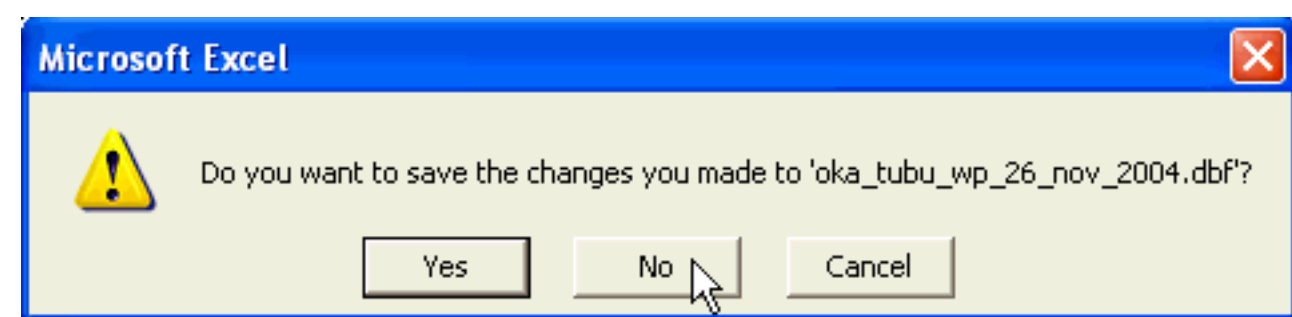 Microsoft Excel
Do you want to save the changes you made to 'oka_tubu_wp_26_nov_2004.dbf'?
Yes No Cancel